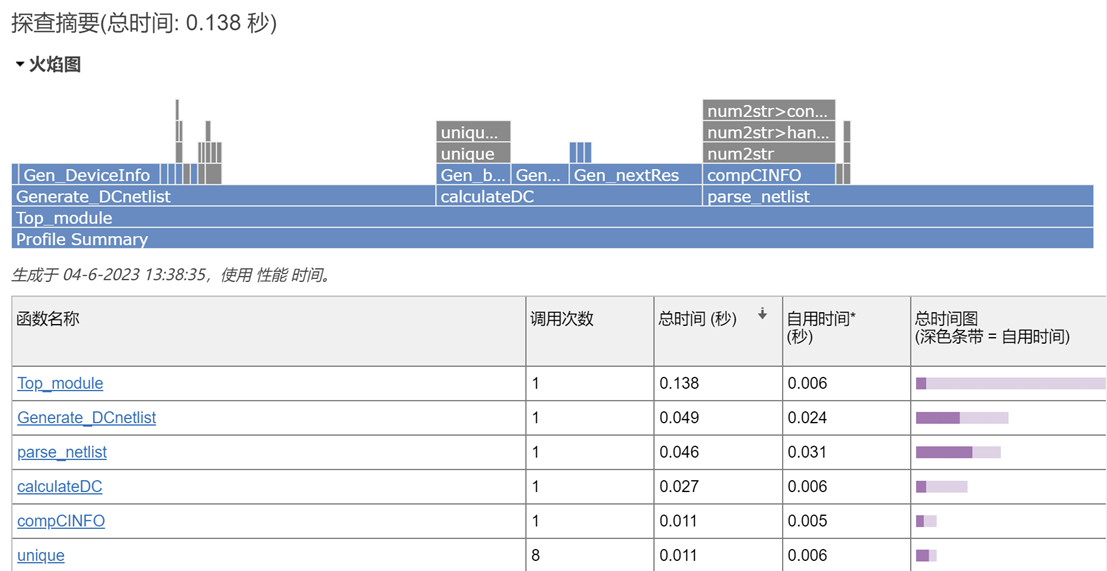 探查摘要(总时间: 0.138 秒)
火焰图
num2str>con...
uniqu... num2str>han...
unique num2str
Gen_DeviceInfo Gen_b... Gen... Gen_nextRes compCINFO
Generate_DCnetlist calculateDC parse_netlist
Top_module
Profile Summary
生成于 04-6-2023 13:38:35，使用 性能 时间。
函数名称 调用次数 总时间 (秒) 自用时间* 总时间图
(秒) (深色条带 = 自用时间)
Top_module 1 0.138 0.006
Generate_DCnetlist 1 0.049 0.024
parse_netlist 1 0.046 0.031
calculateDC 1 0.027 0.006
compCINFO 1 0.011 0.005
unique 8 0.011 0.006